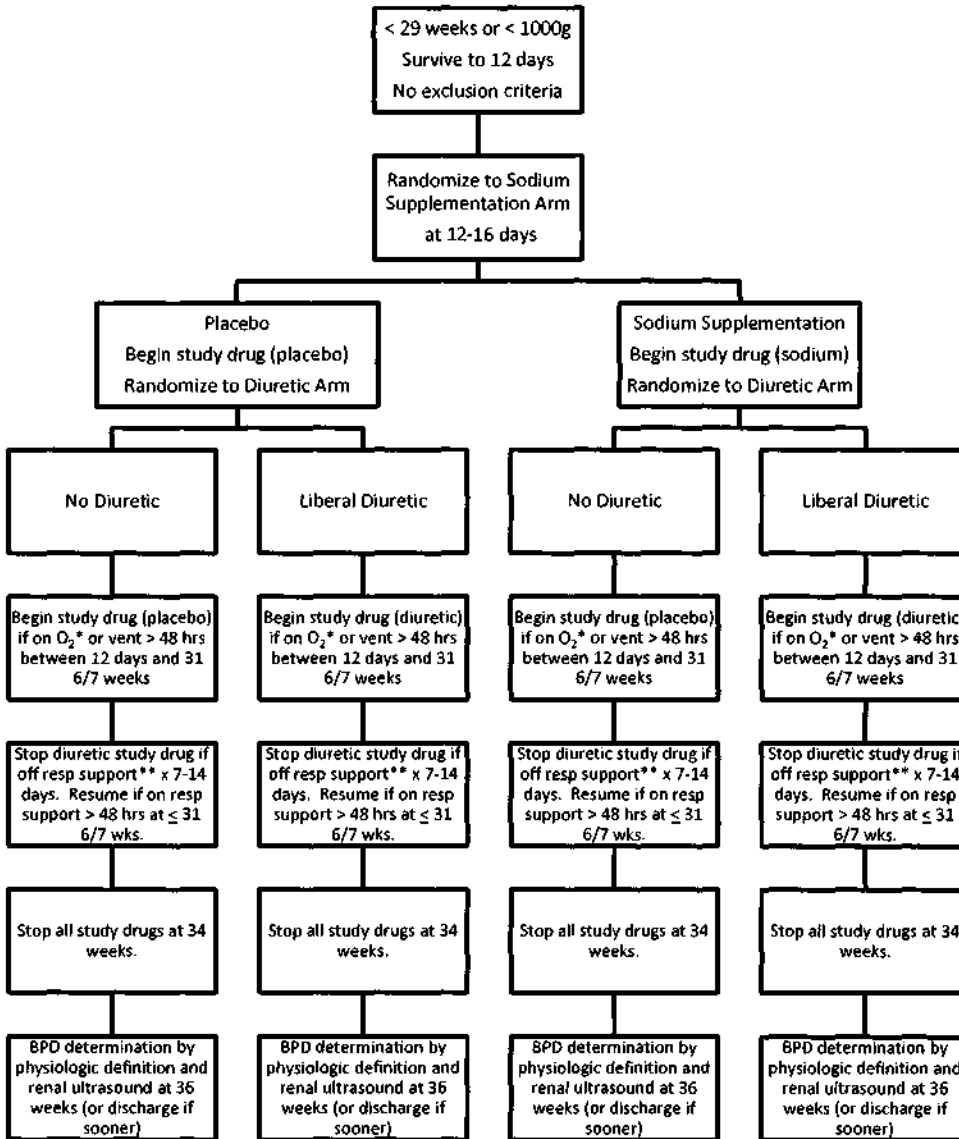 < 29 weeks or < 1000g
Survive to 12 days
No exclusion criteria
Randomize to Sodium
Supplementation Arm
at 12-16 days
Placebo
Begin study drug (placebo)
Randomize to Diuretic Arm
Sodium Supplementation
Begin study drug (sodium)
Randomize to Diuretic Arm
No Diuretic
Liberal Diuretic
No Diuretic
Liberal Diuretic
Begin study drug (placebo)
if on O₂* or vent > 48 hrs
between 12 days and 31
6/7 weeks
Begin study drug (diuretic)
if on O₂* or vent > 48 hrs
between 12 days and 31
6/7 weeks
Begin study drug (placebo)
if on O₂* or vent > 48 hrs
between 12 days and 31
6/7 weeks
Begin study drug (diuretic
if on O₂* or vent > 48 hrs
between 12 days and 31
6/7 weeks
Stop diuretic study drug if
off resp support** x 7-14
days. Resume if on resp
support > 48 hrs at ≤ 31
6/7 wks.
Stop diuretic study drug if
off resp support** x 7-14
days. Resume if on resp
support > 48 hrs at ≤ 31
6/7 wks.
Stop diuretic study drug if
off resp support** x 7-14
days. Resume if on resp
support > 48 hrs at ≤ 31
6/7 wks.
Stop diuretic study drug if
off resp support** x 7-14
days. Resume if on resp
support > 48 hrs at ≤ 31
6/7 wks.
Stop all study drugs at 34
weeks.
Stop all study drugs at 34
weeks.
Stop all study drugs at 34
weeks.
Stop all study drugs at 34
weeks.
BPD determination by
physiologic definition and
renal ultrasound at 36
weeks (or discharge if
sooner)
BPD determination by
physiologic definition and
renal ultrasound at 36
weeks (or discharge if
sooner)
BPD determination by
physiologic definition and
renal ultrasound at 36
weeks (or discharge if
sooner)
BPD determination by
physiologic definition and
renal ultrasound at 36
weeks (or discharge if
sooner)